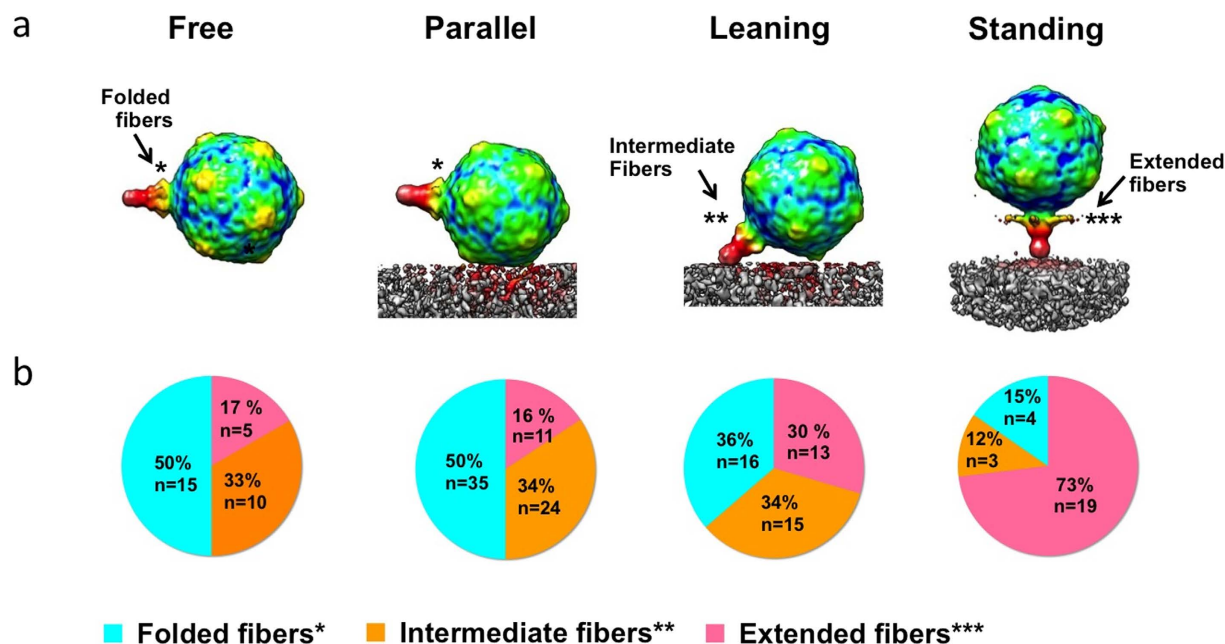 a
Free
Parallel
Leaning
Standing
Folded
fibers
*
*
*
Intermediate
Fibers
**
Extended
fibers
***
b
50%
n=15
17 %
n=5
33%
n=10
50%
n=35
16 %
n=11
34%
n=24
36%
n=16
30 %
n=13
34%
n=15
15%
n=4
12%
n=3
73%
n=19
Folded fibers*
Intermediate fibers**
Extended fibers***